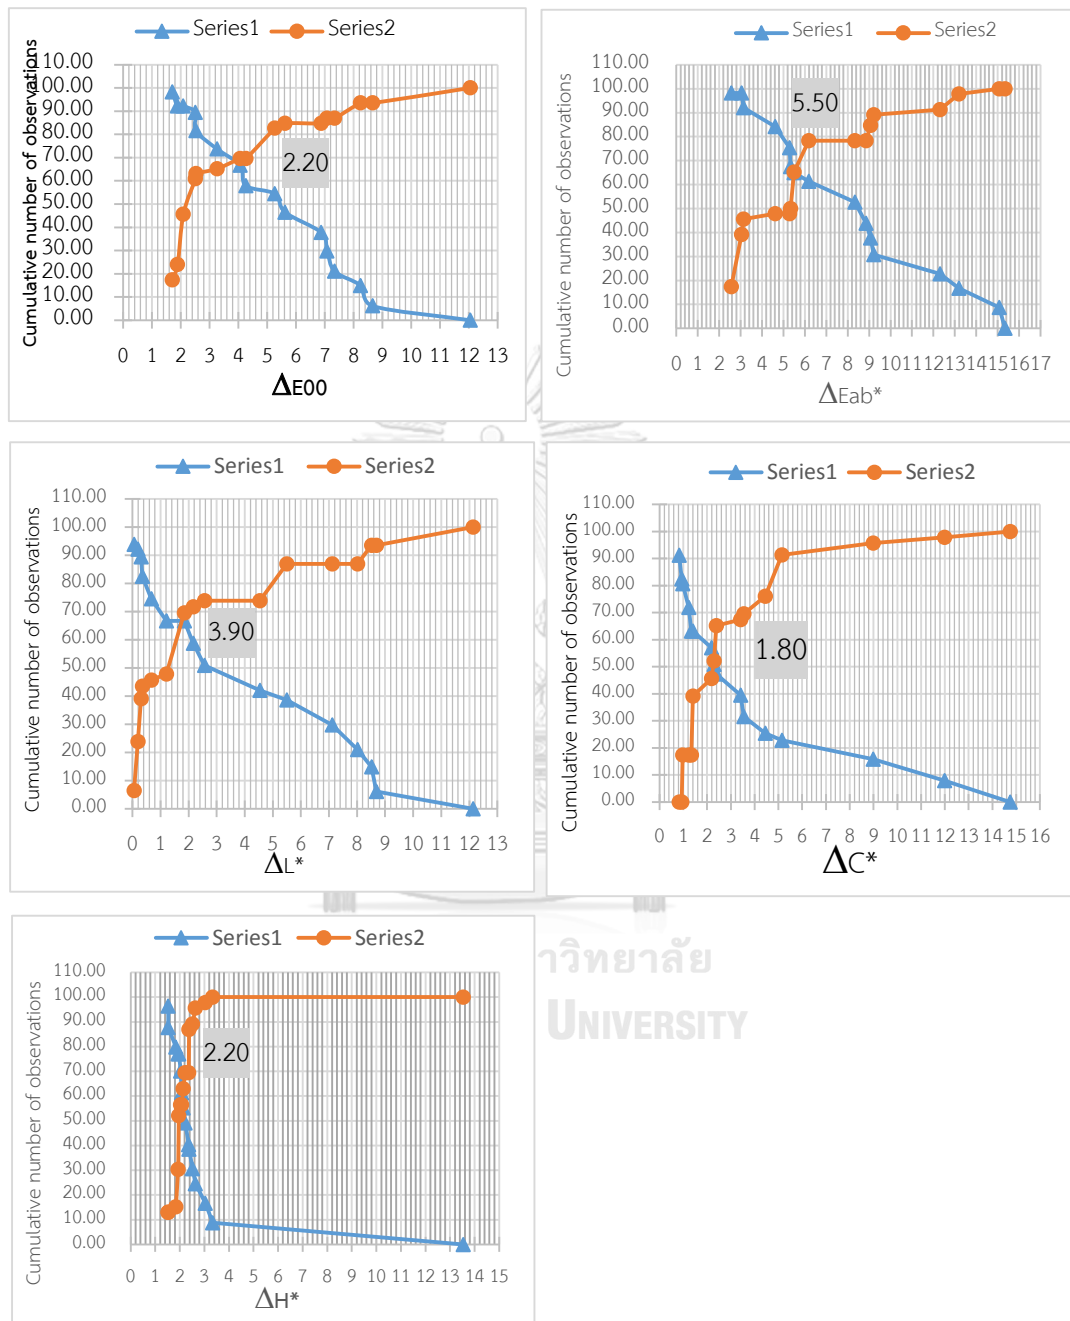 Series1 Series2
Cumulative number of observations
110.00
100.00
90.00
80.00
70.00
60.00
50.00
40.00
30.00
20.00
10.00
0.00
2.20
0 1 2 3 4 5 6 7 8 9 10 11 12 13
ΔE00
Series1 Series2
Cumulative number of observations
110.00
100.00
90.00
80.00
70.00
60.00
50.00
40.00
30.00
20.00
10.00
0.00
5.50
0 1 2 3 4 5 6 7 8 9 10 11 12 13 14 15 16 17
ΔEab*
Series1 Series2
Cumulative number of observations
110.00
100.00
90.00
80.00
70.00
60.00
50.00
40.00
30.00
20.00
10.00
0.00
3.90
0 1 2 3 4 5 6 7 8 9 10 11 12 13
ΔL*
Series1 Series2
Cumulative number of observations
110.00
100.00
90.00
80.00
70.00
60.00
50.00
40.00
30.00
20.00
10.00
0.00
1.80
0 1 2 3 4 5 6 7 8 9 10 11 12 13 14 15 16
ΔC*
Series1 Series2
Cumulative number of observations
110.00
100.00
90.00
80.00
70.00
60.00
50.00
40.00
30.00
20.00
10.00
0.00
2.20
0 1 2 3 4 5 6 7 8 9 10 11 12 13 14 15
ΔH*
าวิทยาลัย
UNIVERSITY